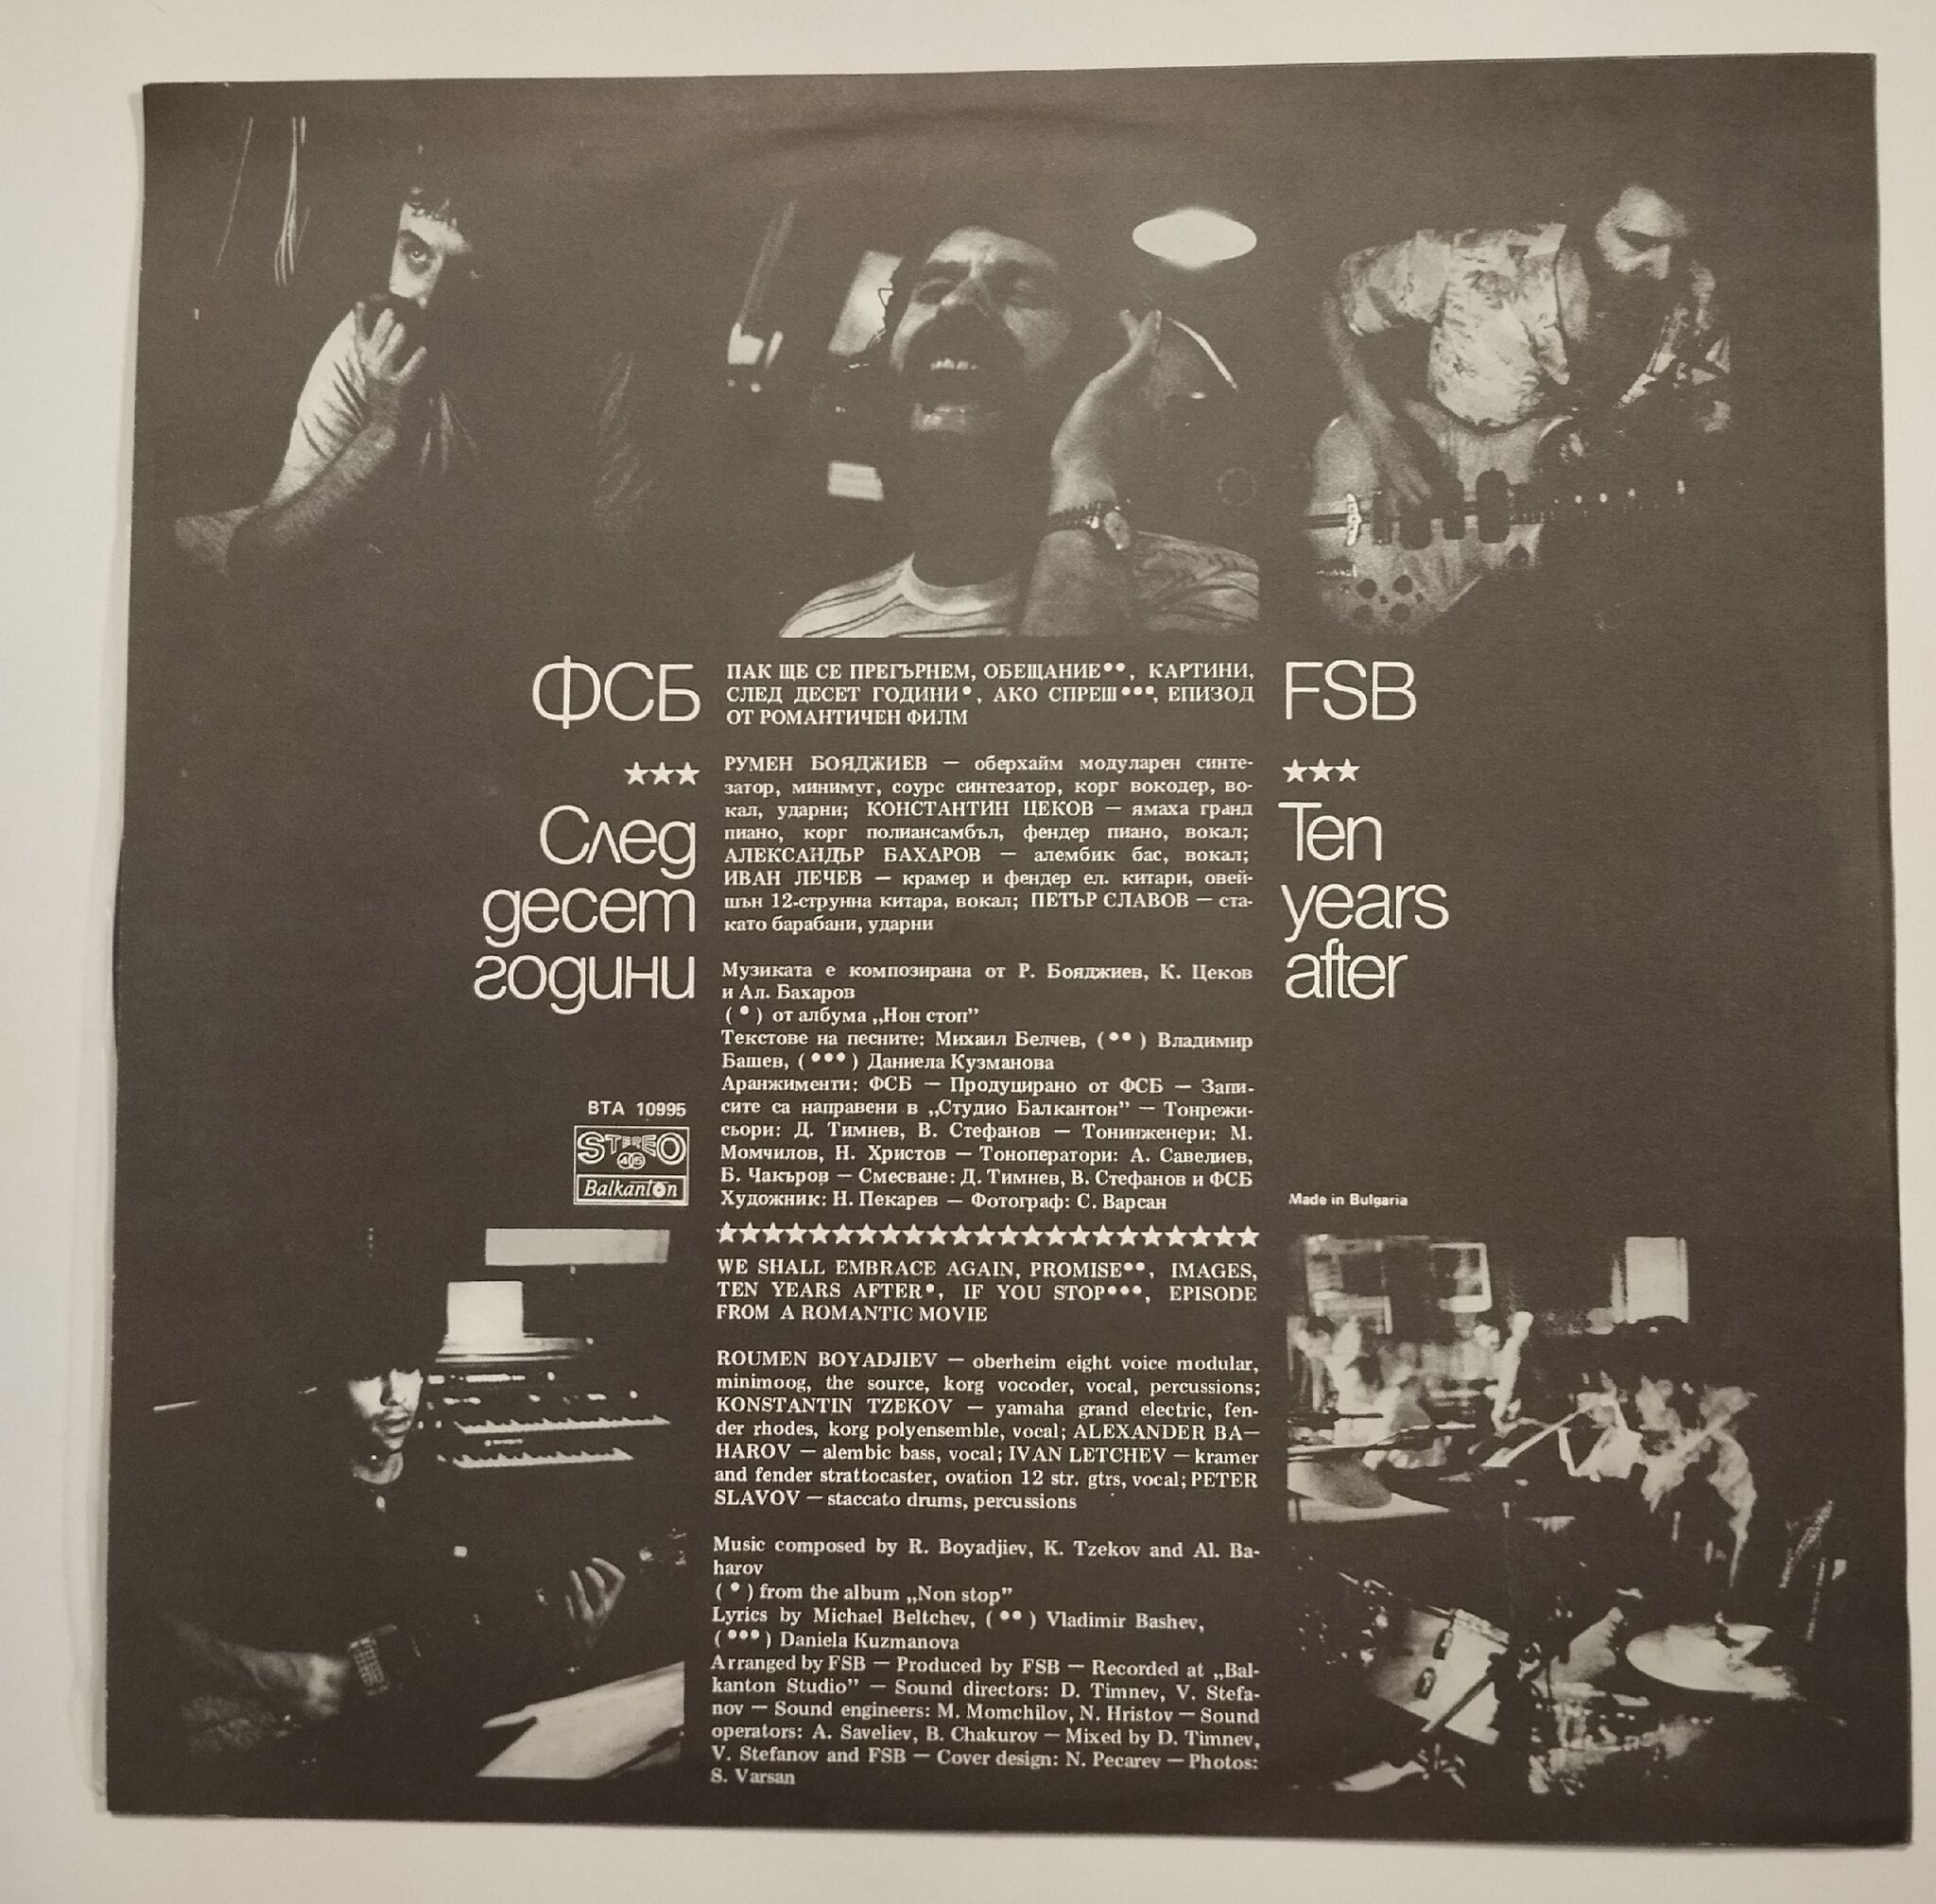 ФСБ
★★★
След
десет
години
ВТА 10995
STEREO
45
Balkanton
ПАК ЩЕ СЕ ПРЕГЪРНЕМ, ОБЕЩАНИЕ●●, КАРТИНИ,
СЛЕД ДЕСЕТ ГОДИНИ●, АКО СПРЕШ●●●, ЕПИЗОД
ОТ РОМАНТИЧЕН ФИЛМ
РУМЕН БОЯДЖИЕВ — оберхайм модуларен синте-
затор, минимуг, соурс синтезатор, корг вокодер, во-
кал, ударни; КОНСТАНТИН ЦЕКОВ — ямаха гранд
пиано, корг полиансамбъл, фендер пиано, вокал;
АЛЕКСАНДЪР БАХАРОВ — алембик бас, вокал;
ИВАН ЛЕЧЕВ — крамер и фендер ел. китари, овей-
шън 12-струнна китара, вокал; ПЕТЪР СЛАВОВ — ста-
като барабани, ударни
Музиката е композирана от Р. Бояджиев, К. Цеков
и Ал. Бахаров
( ● ) от албума „Нон стоп”
Текстове на песните: Михаил Белчев, ( ●● ) Владимир
Башев, ( ●●● ) Даниела Кузманова
Аранжименти: ФСБ — Продуцирано от ФСБ — Запи-
сите са направени в „Студио Балкантон” — Тонрежи-
сьори: Д. Тимнев, В. Стефанов — Тонинженери: М.
Момчилов, Н. Христов — Тоноператори: А. Савелиев,
Б. Чакъров — Смесване: Д. Тимнев, В. Стефанов и ФСБ
Художник: Н. Пекарев — Фотограф: С. Варсан
★★★★★★★★★★★★★★★★★★★★★★★★
WE SHALL EMBRACE AGAIN, PROMISE●●, IMAGES,
TEN YEARS AFTER●, IF YOU STOP●●●, EPISODE
FROM A ROMANTIC MOVIE
ROUMEN BOYADJIEV — oberheim eight voice modular,
minimoog, the source, korg vocoder, vocal, percussions;
KONSTANTIN TZEKOV — yamaha grand electric, fen-
der rhodes, korg polyensemble, vocal; ALEXANDER BA—
HAROV — alembic bass, vocal; IVAN LETCHEV — kramer
and fender strattocaster, ovation 12 str. gtrs, vocal; PETER
SLAVOV — staccato drums, percussions
Music composed by R. Boyadjiev, K. Tzekov and Al. Ba-
harov
( ● ) from the album „Non stop”
Lyrics by Michael Beltchev, ( ●● ) Vladimir Bashev,
( ●●● ) Daniela Kuzmanova
Arranged by FSB — Produced by FSB — Recorded at „Bal-
kanton Studio” — Sound directors: D. Timnev, V. Stefa-
nov — Sound engineers: M. Momchilov, N. Hristov — Sound
operators: A. Saveliev, B. Chakurov — Mixed by D. Timnev,
V. Stefanov and FSB — Cover design: N. Pecarev — Photos:
S. Varsan
FSB
★★★
Ten
years
after
Made in Bulgaria